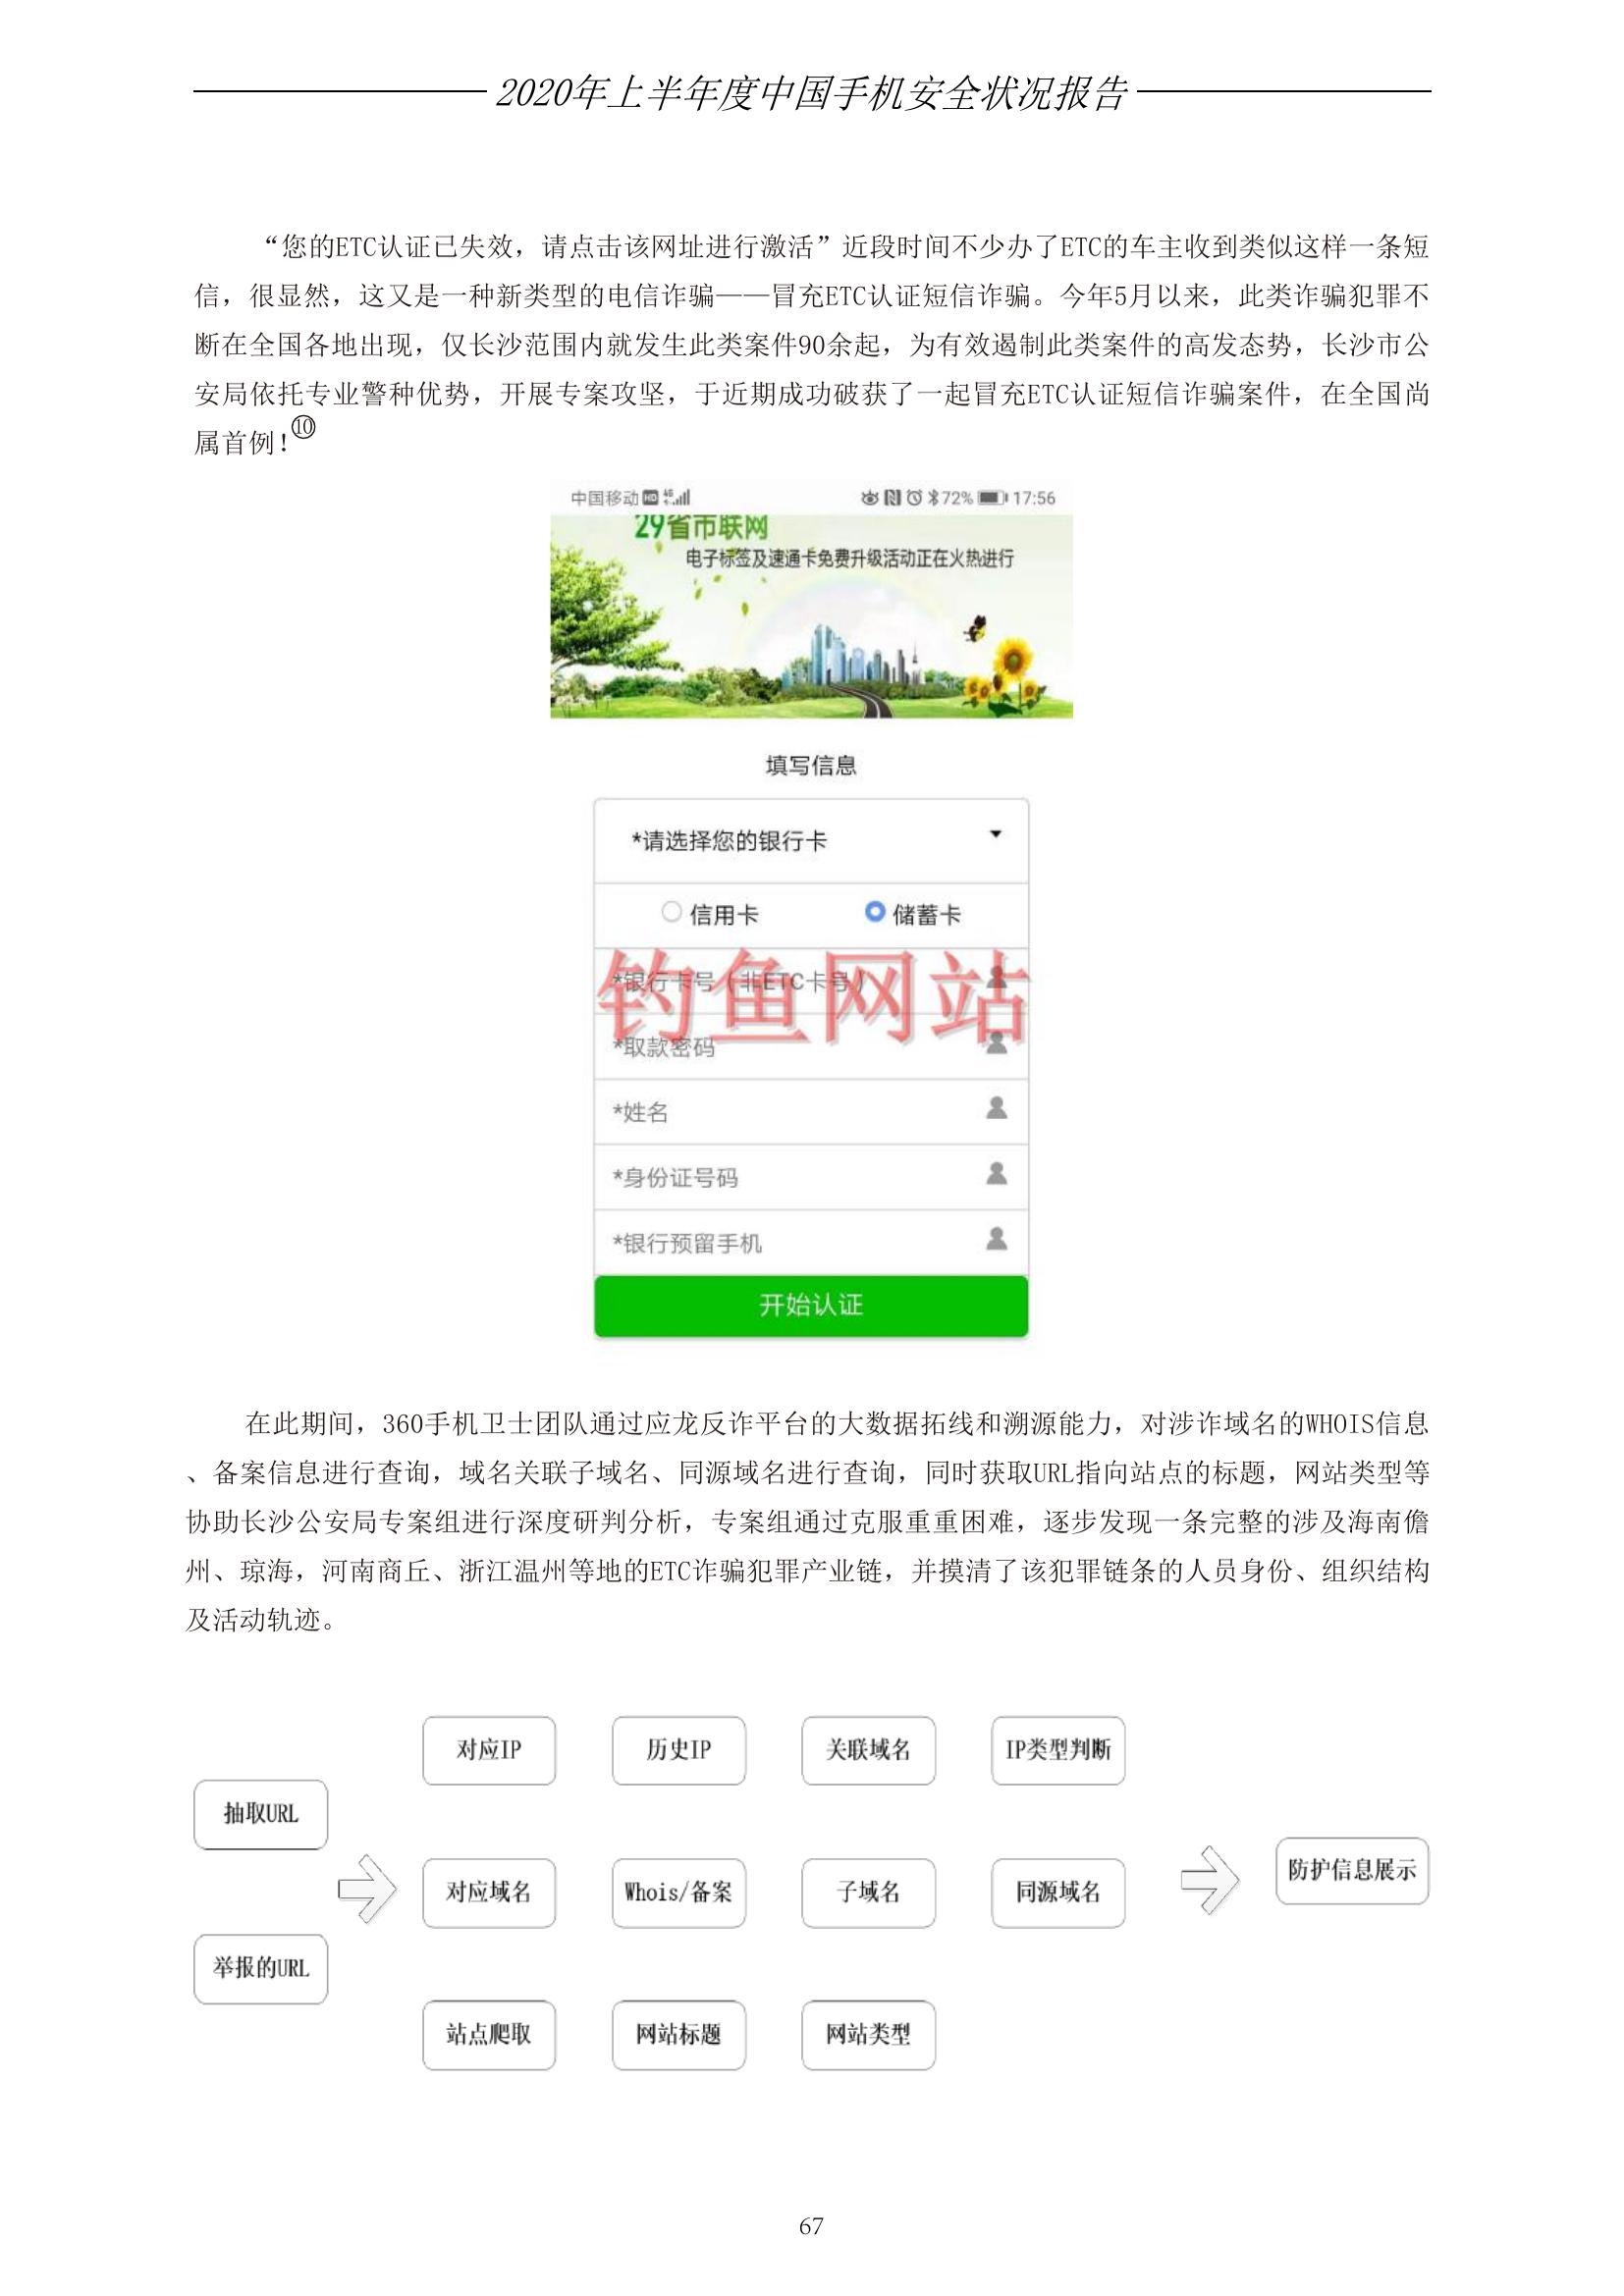 2020年上半年度中国手机安全状况报告
“您的ETC认证已失效，请点击该网址进行激活”近段时间不少办了ETC的车主收到类似这样一条短
信，很显然，这又是一种新类型的电信诈骗——冒充ETC认证短信诈骗。今年5月以来，此类诈骗犯罪不
断在全国各地出现，仅长沙范围内就发生此类案件90余起，为有效遏制此类案件的高发态势，长沙市公
安局依托专业警种优势，开展专案攻坚，于近期成功破获了一起冒充ETC认证短信诈骗案件，在全国尚
属首例！⑩
中国移动 HD 4G 72% 17:56
29省市联网
电子标签及速通卡免费升级活动正在火热进行
填写信息
*请选择您的银行卡
信用卡 储蓄卡
*银行卡号（非ETC卡号）
钓鱼网站
*取款密码
*姓名
*身份证号码
*银行预留手机
开始认证
在此期间，360手机卫士团队通过应龙反诈平台的大数据拓线和溯源能力，对涉诈域名的WHOIS信息
、备案信息进行查询，域名关联子域名、同源域名进行查询，同时获取URL指向站点的标题，网站类型等
协助长沙公安局专案组进行深度研判分析，专案组通过克服重重困难，逐步发现一条完整的涉及海南儋
州、琼海，河南商丘、浙江温州等地的ETC诈骗犯罪产业链，并摸清了该犯罪链条的人员身份、组织结构
及活动轨迹。
抽取URL
举报的URL
对应IP 历史IP 关联域名 IP类型判断
对应域名 Whois/备案 子域名 同源域名
站点爬取 网站标题 网站类型
防护信息展示
67